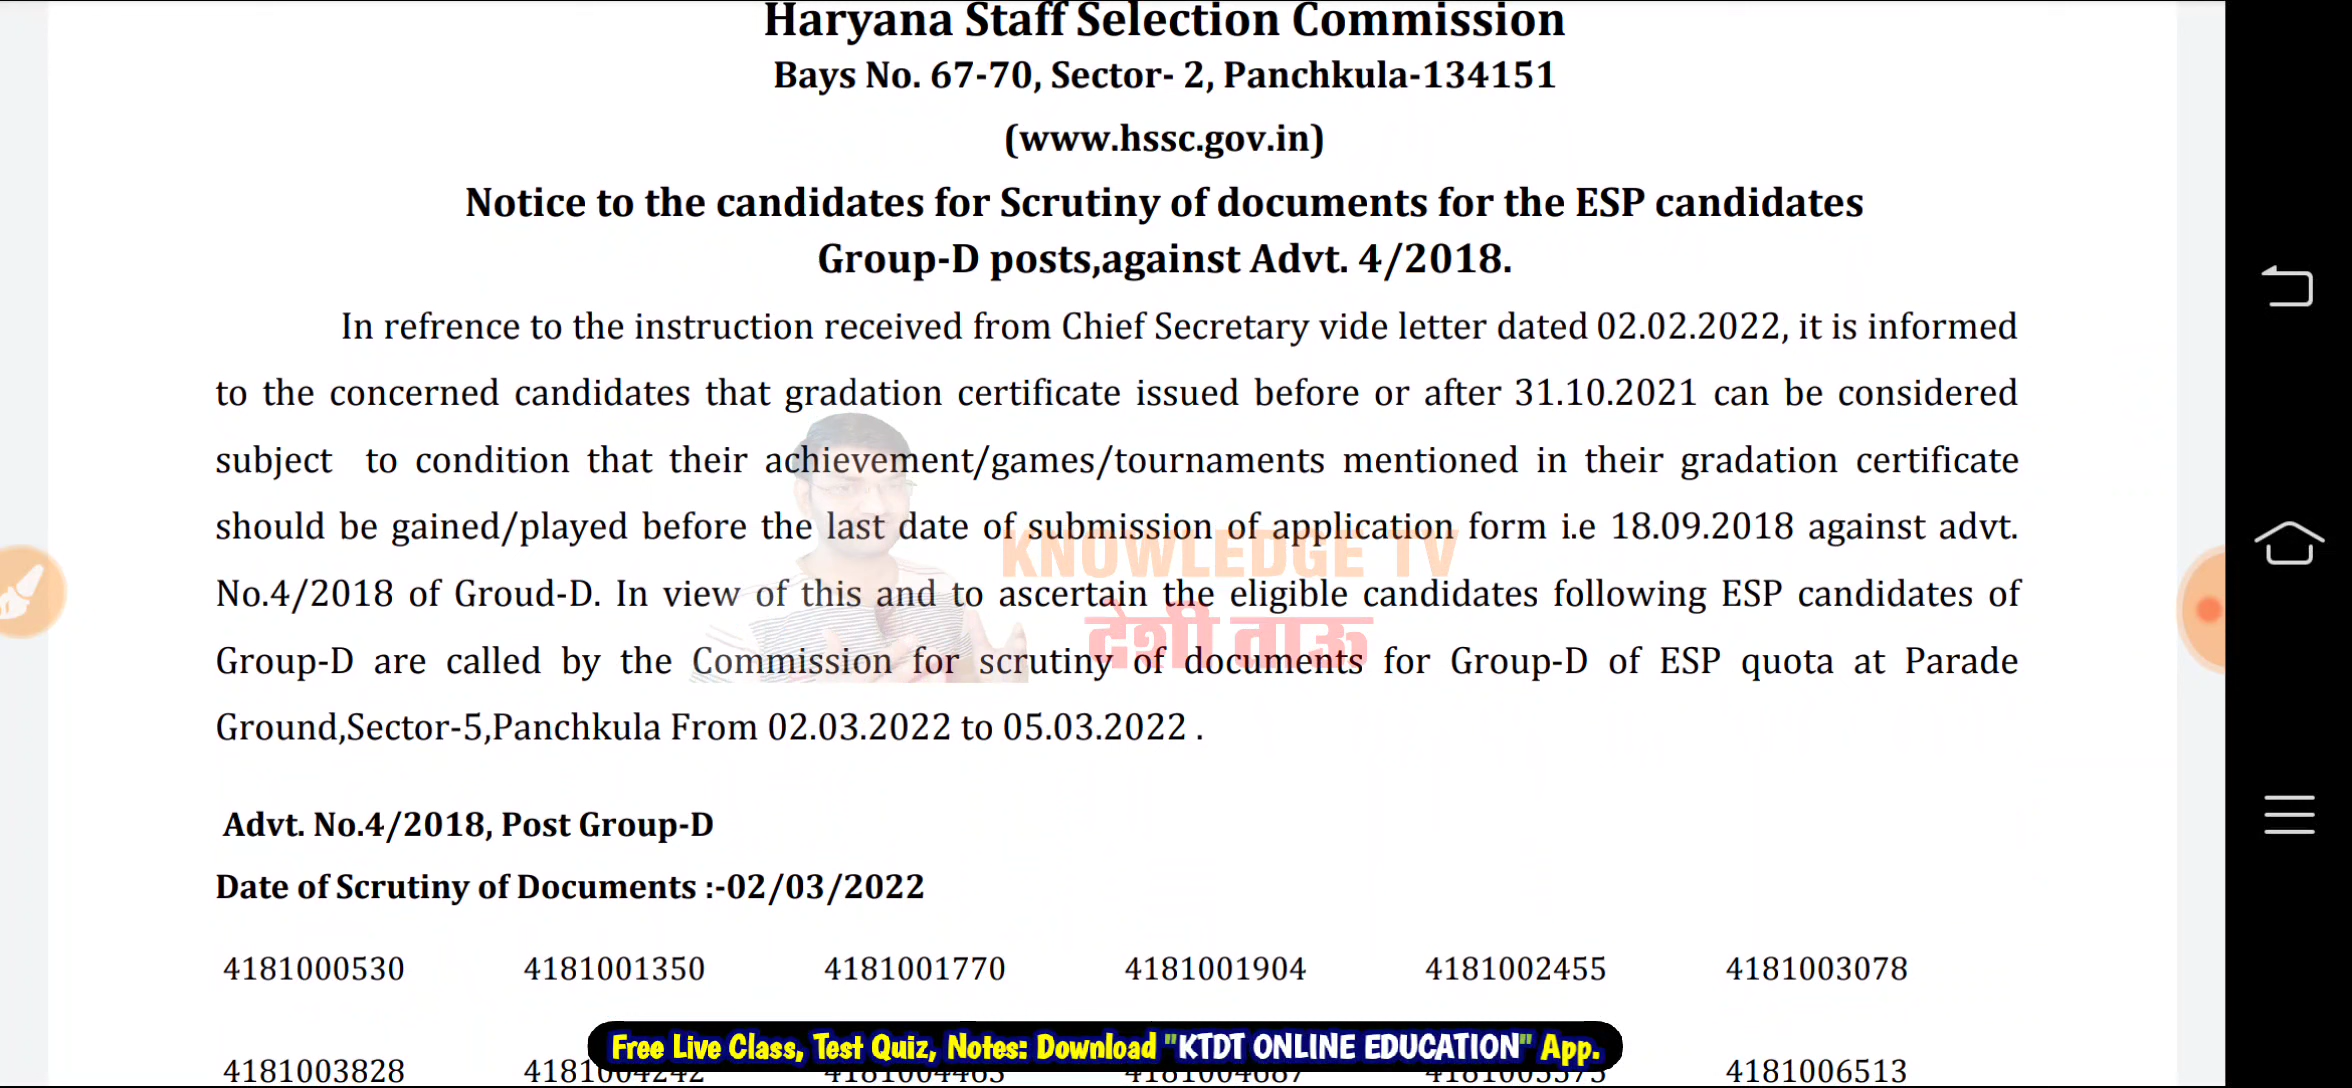 Haryana Staff Selection Commission
Bays No. 67-70, Sector- 2, Panchkula-134151
(www.hssc.gov.in)
Notice to the candidates for Scrutiny of documents for the ESP candidates
Group-D posts,against Advt. 4/2018.
In refrence to the instruction received from Chief Secretary vide letter dated 02.02.2022, it is informed
to the concerned candidates that gradation certificate issued before or after 31.10.2021 can be considered
subject to condition that their achievement/games/tournaments mentioned in their gradation certificate
should be gained/played before the last date of submission of application form i.e 18.09.2018 against advt.
KNOWLEDGE TV
No.4/2018 of Groud-D. In view of this and to ascertain the eligible candidates following ESP candidates of
देशी ताऊ
Group-D are called by the Commission for scrutiny of documents for Group-D of ESP quota at Parade
Ground,Sector-5,Panchkula From 02.03.2022 to 05.03.2022 .
Advt. No.4/2018, Post Group-D
Date of Scrutiny of Documents :-02/03/2022
4181000530 4181001350 4181001770 4181001904 4181002455 4181003078
Free Live Class, Test Quiz, Notes: Download "KTDT ONLINE EDUCATION" App.
4181003828 4181006513